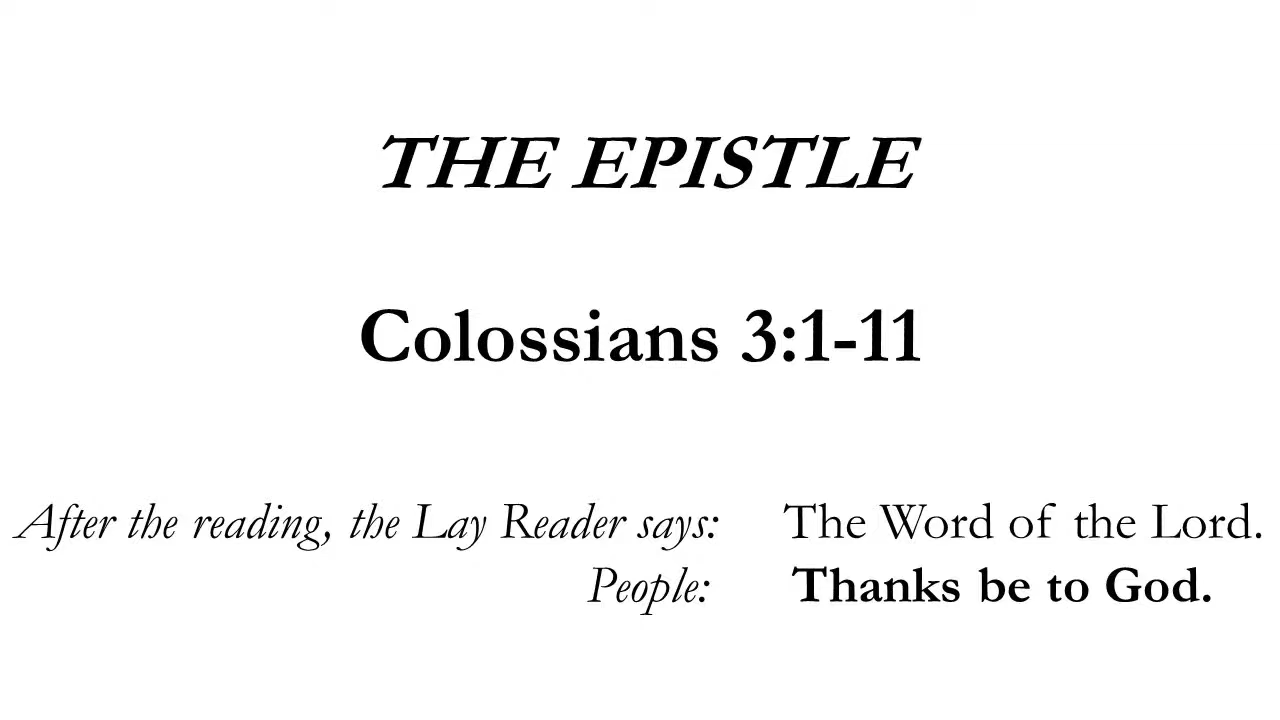 THE EPISTLE
Colossians 3:1-11
After the reading, the Lay Reader says: The Word of the Lord.
People: Thanks be to God.